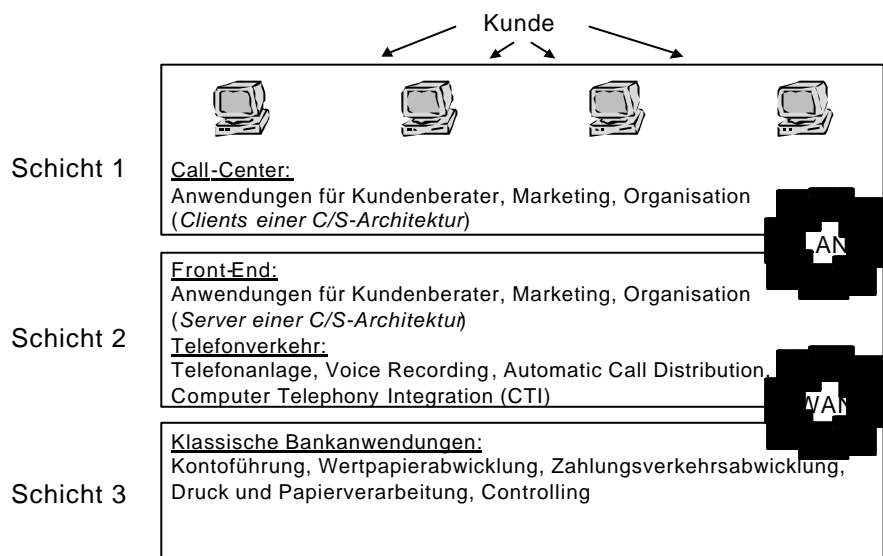 Kunde
Schicht 1
Call-Center:
Anwendungen für Kundenberater, Marketing, Organisation
(Clients einer C/S-Architektur)
Front-End:
Anwendungen für Kundenberater, Marketing, Organisation
(Server einer C/S-Architektur)
Schicht 2
Telefonverkehr:
Telefonanlage, Voice Recording, Automatic Call Distribution,
Computer Telephony Integration (CTI)
WAN
Klassische Bankanwendungen:
Kontoführung, Wertpapierabwicklung, Zahlungsverkehrsabwicklung,
Schicht 3
Druck und Papierverarbeitung, Controlling